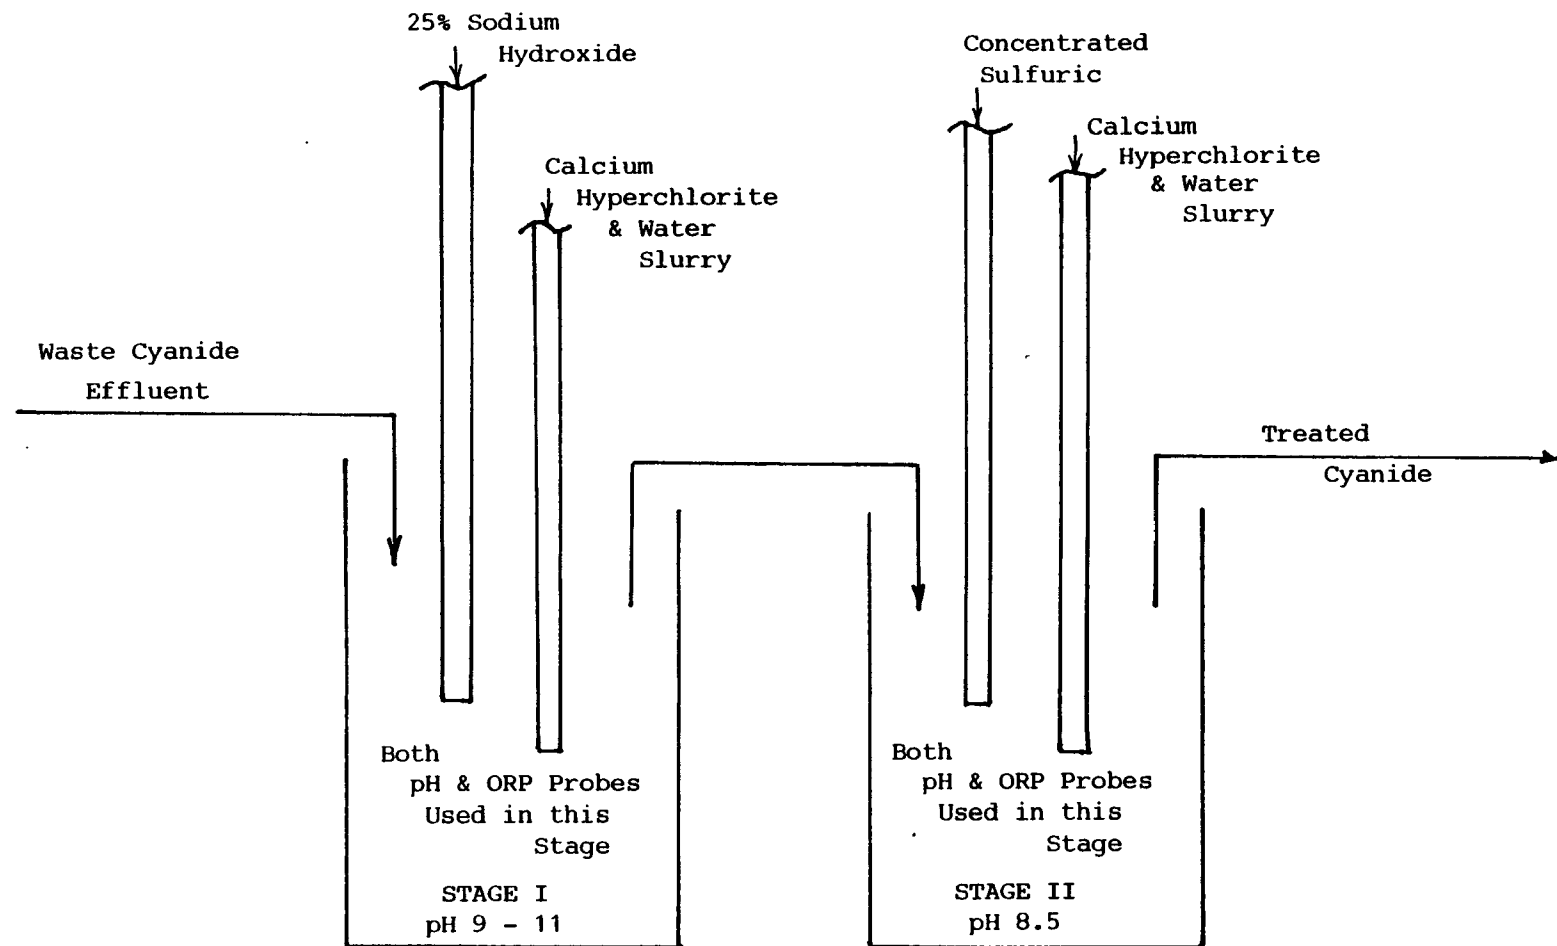 25% Sodium
Hydroxide
Calcium
Hyperchlorite
& Water
Slurry
Concentrated
Sulfuric
Calcium
Hyperchlorite
& Water
Slurry
Waste Cyanide
Effluent
Treated
Cyanide
Both
pH & ORP Probes
Used in this
Stage
STAGE I
pH 9 - 11
Both
pH & ORP Probes
Used in this
Stage
STAGE II
pH 8.5